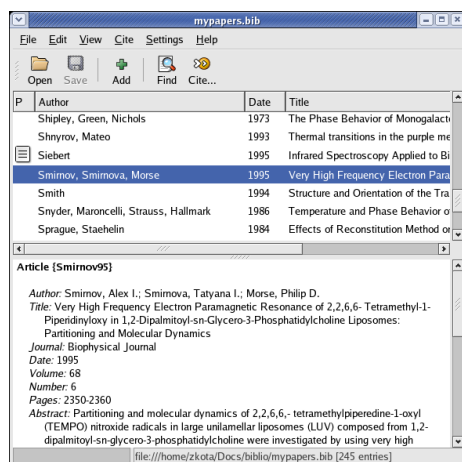 mypapers.bib
File Edit View Cite Settings Help
Open Save Add Find Cite...
P Author Date Title
Shipley, Green, Nichols 1973 The Phase Behavior of Monogalact
Shnyrov, Mateo 1993 Thermal transitions in the purple me
Siebert 1995 Infrared Spectroscopy Applied to Bi
Smirnov, Smirnova, Morse 1995 Very High Frequency Electron Para
Smith 1994 Structure and Orientation of the Tra
Snyder, Maroncelli, Strauss, Hallmark 1986 Temperature and Phase Behavior o
Sprague, Staehelin 1984 Effects of Reconstitution Method o
Article {Smirnov95}
Author: Smirnov, Alex I.; Smirnova, Tatyana I.; Morse, Philip D.
Title: Very High Frequency Electron Paramagnetic Resonance of 2,2,6,6- Tetramethyl-1-
Piperidinyloxy in 1,2-Dipalmitoyl-sn-Glycero-3-Phosphatidylcholine Liposomes:
Partitioning and Molecular Dynamics
Journal: Biophysical Journal
Date: 1995
Volume: 68
Number: 6
Pages: 2350-2360
Abstract: Partitioning and molecular dynamics of 2,2,6,6,- tetramethylpiperedine-1-oxyl
(TEMPO) nitroxide radicals in large unilamellar liposomes (LUV) composed from 1,2-
dipalmitoyl-sn-glycero-3-phosphatidylcholine were investigated by using very high
file:///home/zkota/Docs/biblio/mypapers.bib [245 entries]